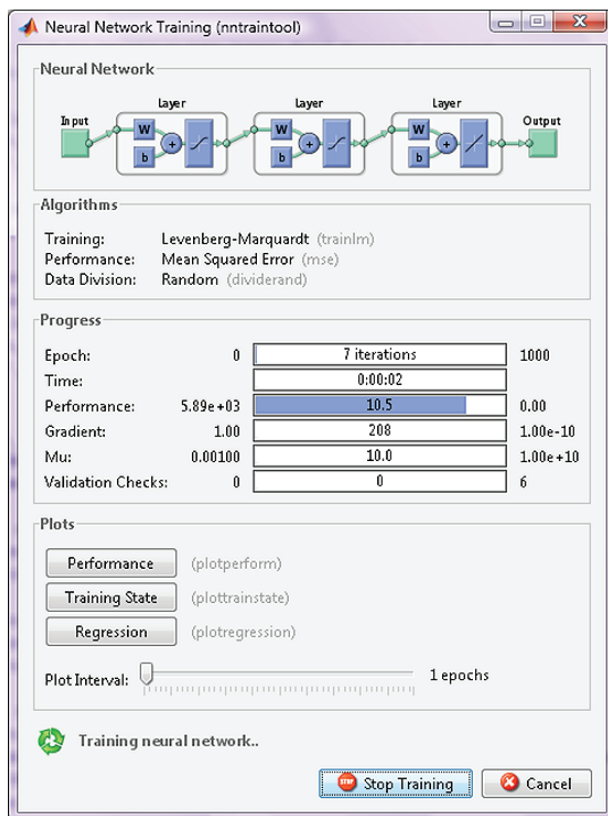 Neural Network Training (nntraintool)
Neural Network
Layer Layer Layer
Input Output
W W W
+ + +
b b b
Algorithms
Training: Levenberg-Marquardt (trainlm)
Performance: Mean Squared Error (mse)
Data Division: Random (dividerand)
Progress
Epoch: 0 7 iterations 1000
Time: 0:00:02
Performance: 5.89e+03 10.5 0.00
Gradient: 1.00 208 1.00e-10
Mu: 0.00100 10.0 1.00e+10
Validation Checks: 0 0 6
Plots
Performance (plotperform)
Training State (plottrainstate)
Regression (plotregression)
Plot Interval: 1 epochs
Training neural network..
STOP Stop Training Cancel